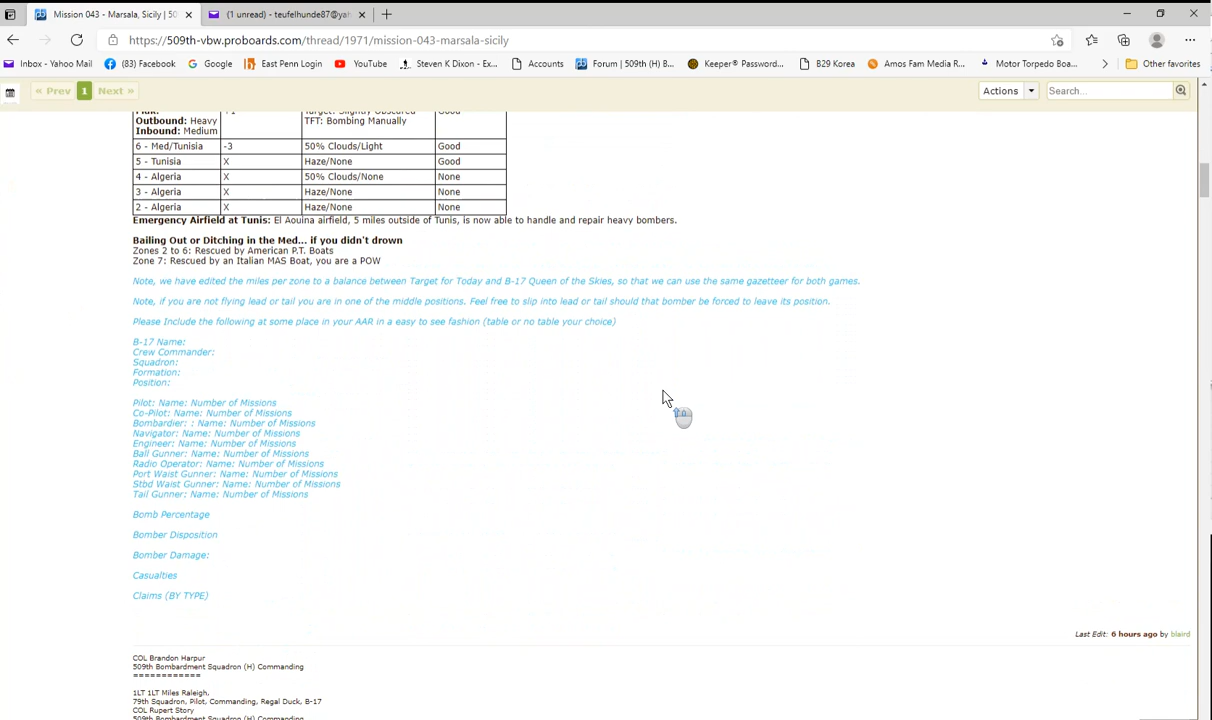 Mission 043 - Marsala, Sicily | 50
(1 unread) - teufelhunde87@yah
https://509th-vbw.proboards.com/thread/1971/mission-043-marsala-sicily
Inbox - Yahoo Mail
(83) Facebook
Google
East Penn Login
YouTube
Steven K Dixon - Ex...
Accounts
Forum | 509th (H) B...
Keeper® Password...
B29 Korea
Amos Fam Media R...
Motor Torpedo Boa...
Other favorites
« Prev 1 Next »
Actions
Search...
Outbound: Heavy
TFT: Bombing Manually
Inbound: Medium
6 - Med/Tunisia -3 50% Clouds/Light Good
5 - Tunisia X Haze/None Good
4 - Algeria X 50% Clouds/None None
3 - Algeria X Haze/None None
2 - Algeria X Haze/None None
Emergency Airfield at Tunis: El Aouina airfield, 5 miles outside of Tunis, is now able to handle and repair heavy bombers.
Bailing Out or Ditching in the Med... if you didn't drown
Zones 2 to 6: Rescued by American P.T. Boats
Zone 7: Rescued by an Italian MAS Boat, you are a POW
Note, we have edited the miles per zone to a balance between Target for Today and B-17 Queen of the Skies, so that we can use the same gazetteer for both games.
Note, if you are not flying lead or tail you are in one of the middle positions. Feel free to slip into lead or tail should that bomber be forced to leave its position.
Please Include the following at some place in your AAR in a easy to see fashion (table or no table your choice)
B-17 Name:
Crew Commander:
Squadron:
Formation:
Position:
Pilot: Name: Number of Missions
Co-Pilot: Name: Number of Missions
Bombardier: : Name: Number of Missions
Navigator: Name: Number of Missions
Engineer: Name: Number of Missions
Ball Gunner: Name: Number of Missions
Radio Operator: Name: Number of Missions
Port Waist Gunner: Name: Number of Missions
Stbd Waist Gunner: Name: Number of Missions
Tail Gunner: Name: Number of Missions
Bomb Percentage
Bomber Disposition
Bomber Damage:
Casualties
Claims (BY TYPE)
Last Edit: 6 hours ago by blaird
COL Brandon Harpur
509th Bombardment Squadron (H) Commanding
============
1LT 1LT Miles Raleigh,
79th Squadron, Pilot, Commanding, Regal Duck, B-17
COL Rupert Story
509th Bombardment Squadron (H) Commanding